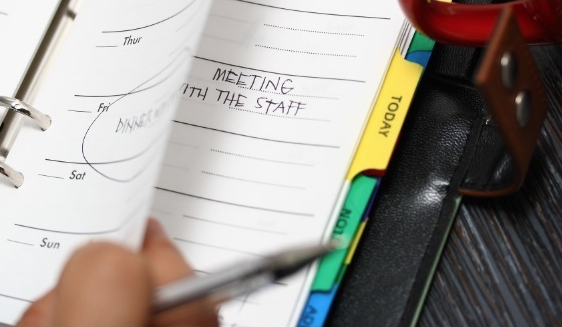 Thur
Fri
DINNER
Sat
Sun
MEETING
WITH THE STAFF
TODAY